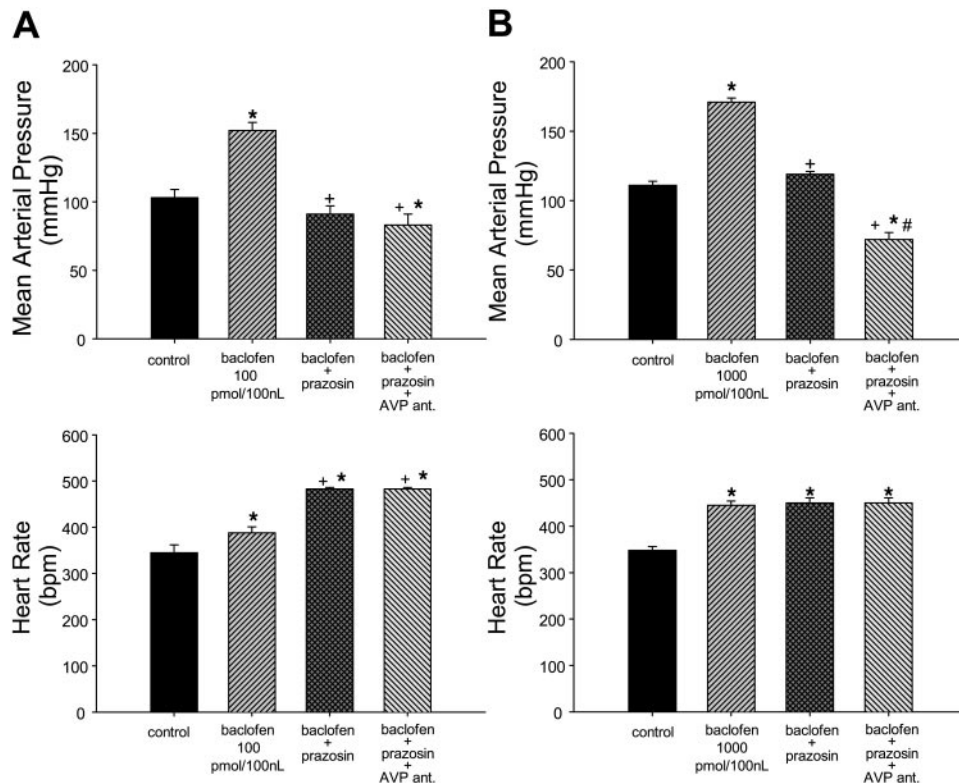 A
Mean Arterial Pressure
(mmHg)
200
150
100
50
0
*
+
+ *
control
baclofen
100
pmol/100nL
baclofen
+
prazosin
baclofen
+
prazosin
+
AVP ant.
Heart Rate
(bpm)
600
500
400
300
200
100
0
*
+ *
+ *
control
baclofen
100
pmol/100nL
baclofen
+
prazosin
baclofen
+
prazosin
+
AVP ant.
B
Mean Arterial Pressure
(mmHg)
200
150
100
50
0
*
+
+ * #
control
baclofen
1000
pmol/100nL
baclofen
+
prazosin
baclofen
+
prazosin
+
AVP ant.
Heart Rate
(bpm)
600
500
400
300
200
100
0
*
*
*
control
baclofen
1000
pmol/100nL
baclofen
+
prazosin
baclofen
+
prazosin
+
AVP ant.